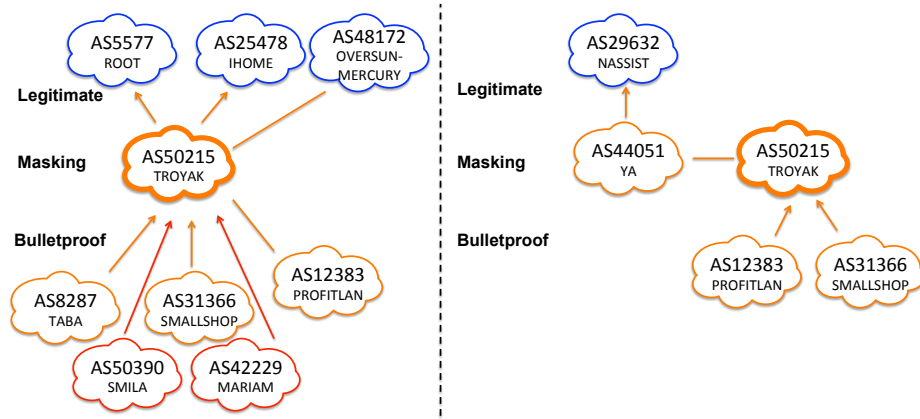 AS5577
ROOT
AS25478
IHOME
AS48172
OVERSUN-
MERCURY
Legitimate
Masking
AS50215
TROYAK
Bulletproof
AS8287
TABA
AS31366
SMALLSHOP
AS12383
PROFITLAN
AS50390
SMILA
AS42229
MARIAM
AS29632
NASSIST
Legitimate
Masking
AS44051
YA
AS50215
TROYAK
Bulletproof
AS12383
PROFITLAN
AS31366
SMALLSHOP